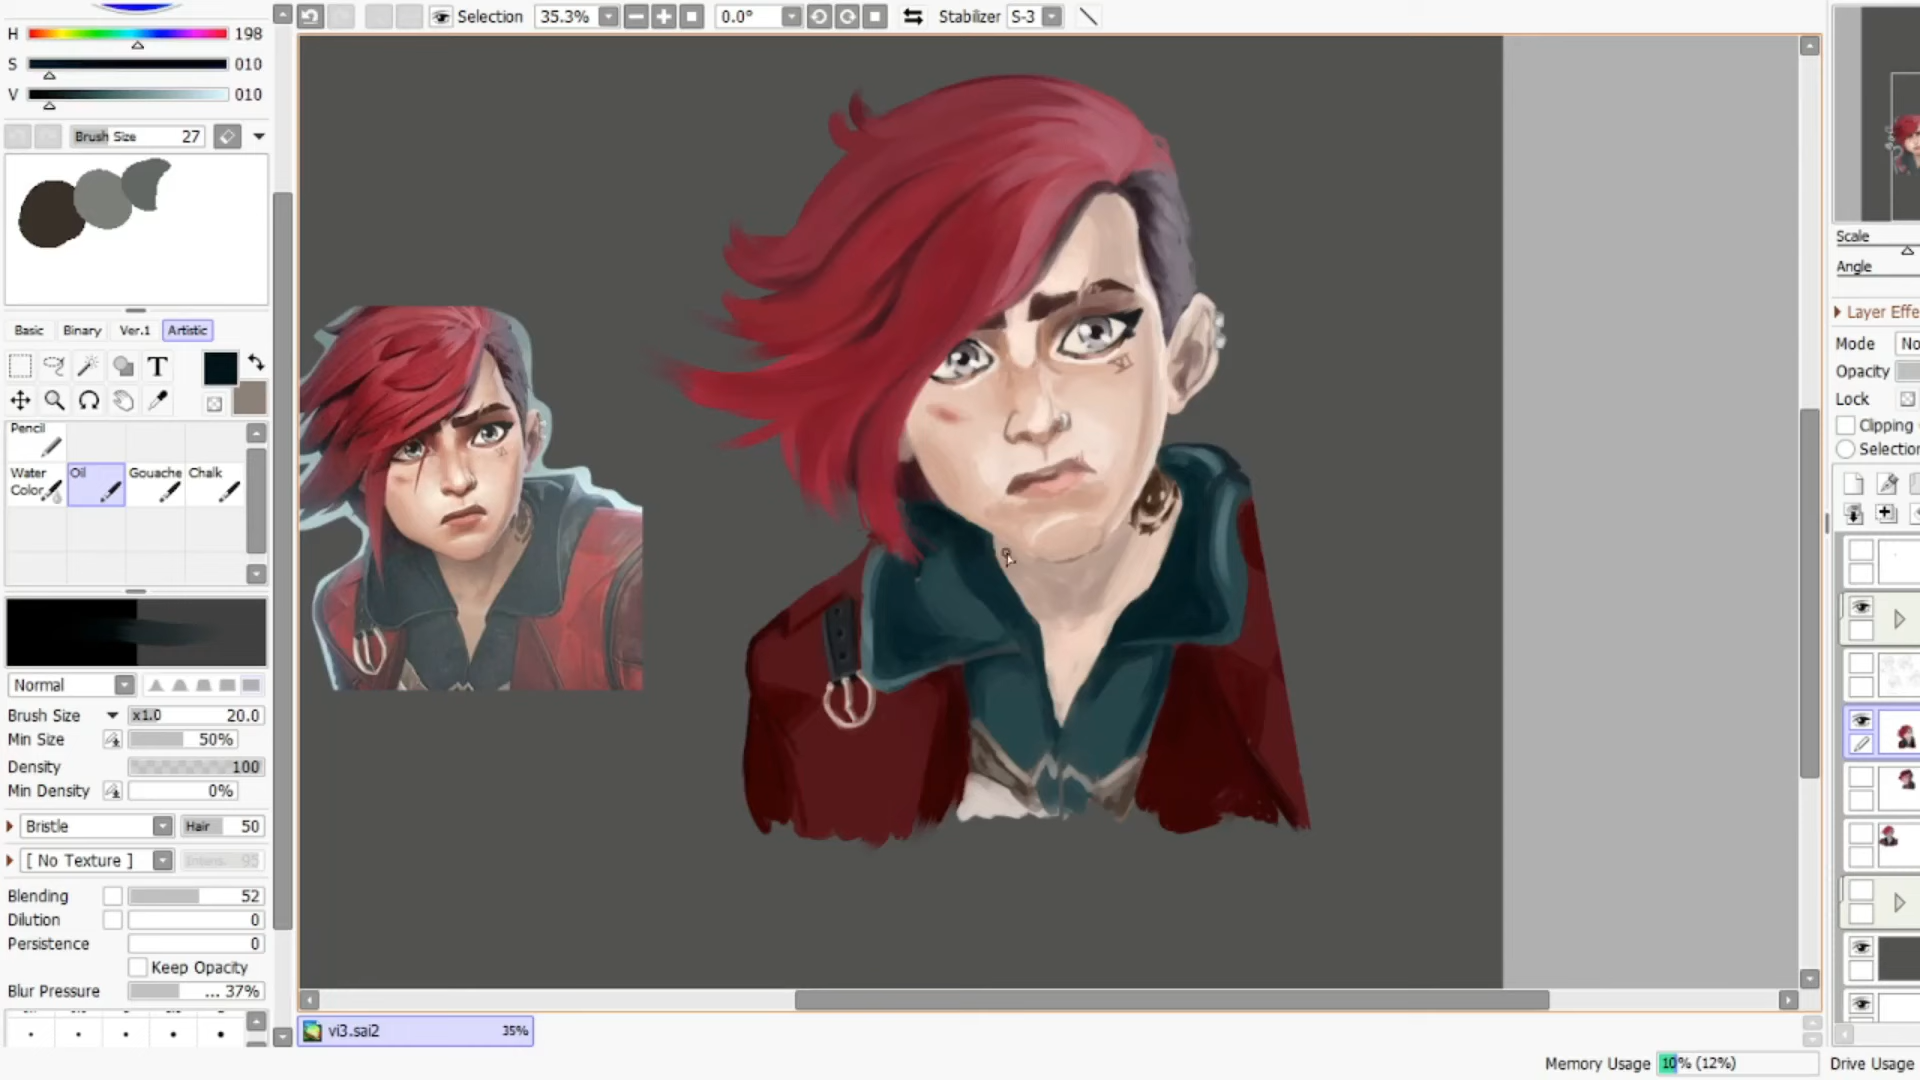 H 198
S 010
V 010
Brush Size 27
Selection 35.3% 0.0° Stabilizer S-3
Basic Binary Ver.1 Artistic
T
Pencil
Water Color Oil Gouache Chalk
Normal
Brush Size x1.0 20.0
Min Size 50%
Density 100
Min Density 0%
Bristle Hair 50
[ No Texture ] 95
Blending 52
Dilution 0
Persistence 0
Keep Opacity
Blur Pressure ... 37%
VI
vi3.sai2 35%
Memory Usage 10% (12%) Drive Usage
Scale
Angle
Layer Effe
Mode No
Opacity
Lock
Clipping
Selection